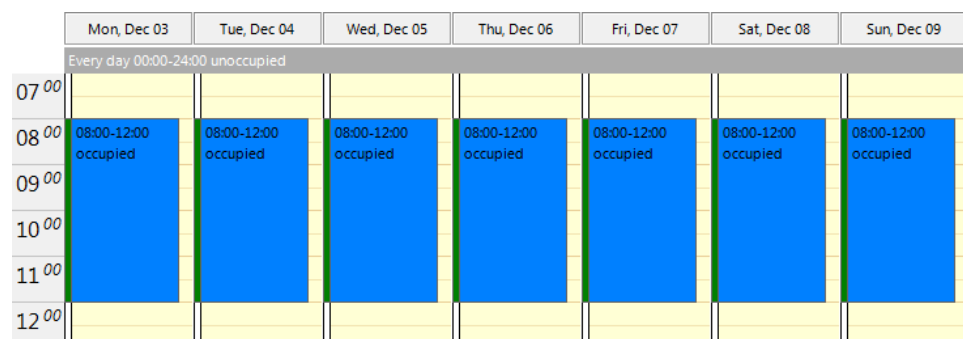 Mon, Dec 03 Tue, Dec 04 Wed, Dec 05 Thu, Dec 06 Fri, Dec 07 Sat, Dec 08 Sun, Dec 09
Every day 00:00-24:00 unoccupied
07 00
08 00 08:00-12:00 08:00-12:00 08:00-12:00 08:00-12:00 08:00-12:00 08:00-12:00 08:00-12:00
occupied occupied occupied occupied occupied occupied occupied
09 00
10 00
11 00
12 00